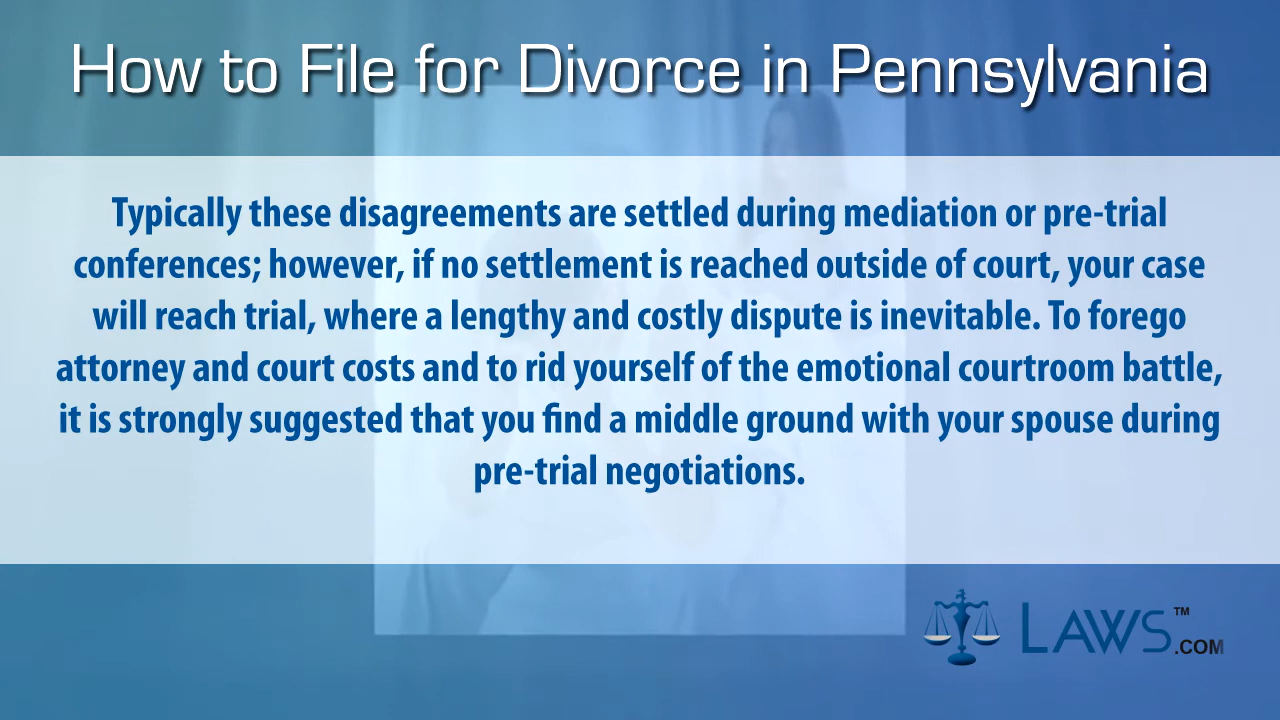 How to File for Divorce in Pennsylvania
Typically these disagreements are settled during mediation or pre-trial
conferences; however, if no settlement is reached outside of court, your case
will reach trial, where a lengthy and costly dispute is inevitable. To forego
attorney and court costs and to rid yourself of the emotional courtroom battle,
it is strongly suggested that you find a middle ground with your spouse during
pre-trial negotiations.
LAWS™.COM